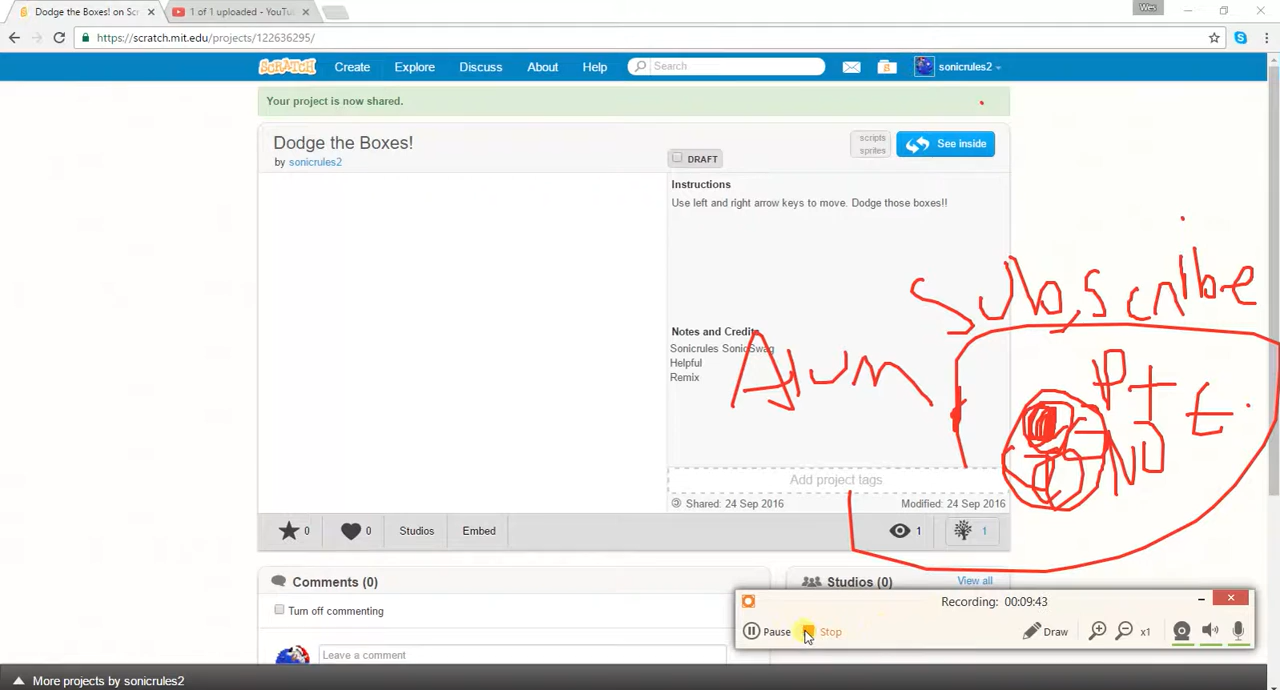 Dodge the Boxes! on Scr
1 of 1 uploaded - YouTu
Wes
https://scratch.mit.edu/projects/122636295/
SCRATCH
Create
Explore
Discuss
About
Help
Search
sonicrules2
Your project is now shared.
Dodge the Boxes!
by sonicrules2
DRAFT
scripts
sprites
See inside
Instructions
Use left and right arrow keys to move. Dodge those boxes!!
Subscribe
Notes and Credits
Sonicrules SonicSwag
Helpful
Remix
Add project tags
Shared: 24 Sep 2016
Modified: 24 Sep 2016
0
0
Studios
Embed
1
1
Comments (0)
Studios (0)
View all
Turn off commenting
Leave a comment
Recording: 00:09:43
Pause
Stop
Draw
x1
More projects by sonicrules2